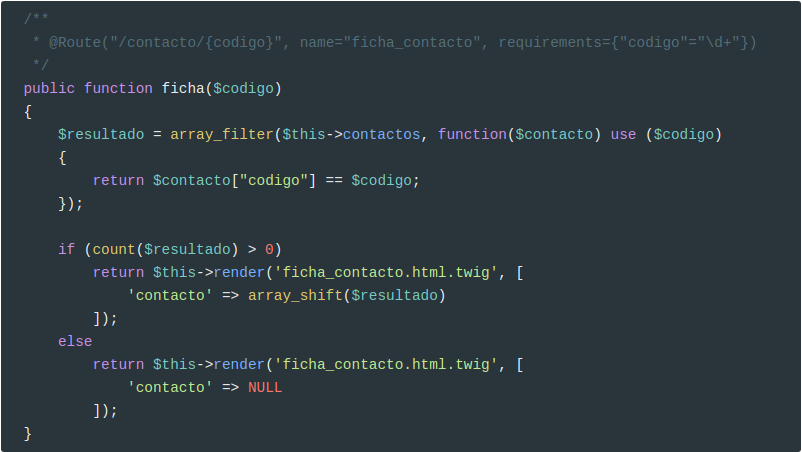 /**
 * @Route("/contacto/{codigo}", name="ficha_contacto", requirements={"codigo"="\d+"})
 */
public function ficha($codigo)
{
    $resultado = array_filter($this->contactos, function($contacto) use ($codigo)
    {
        return $contacto["codigo"] == $codigo;
    });

    if (count($resultado) > 0)
        return $this->render('ficha_contacto.html.twig', [
            'contacto' => array_shift($resultado)
        ]);
    else
        return $this->render('ficha_contacto.html.twig', [
            'contacto' => NULL
        ]);
}